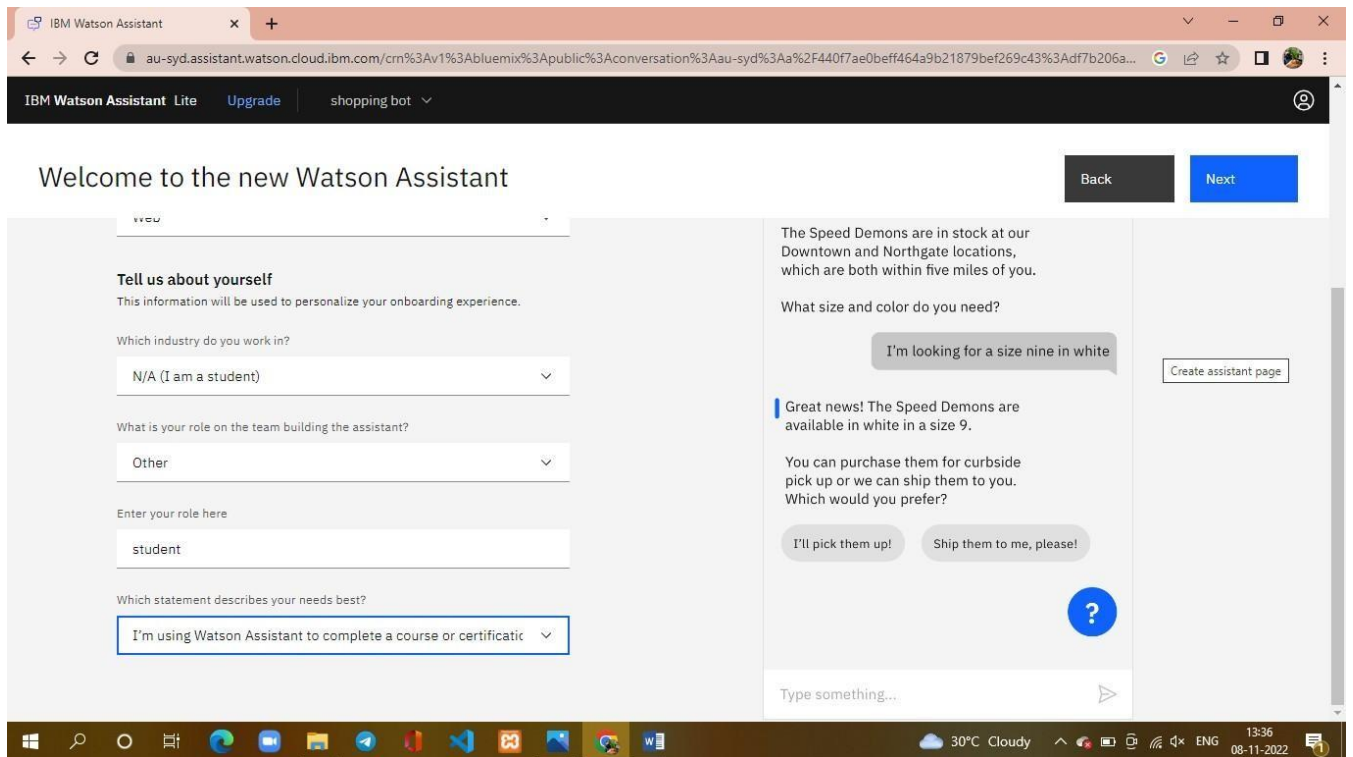 IBM Watson Assistant
au-syd.assistant.watson.cloud.ibm.com/crn%3Av1%3Abluemix%3Apublic%3Aconversation%3Aau-syd%3Aa%2F440f7ae0beff464a9b21879bef269c43%3Adf7b206a...
IBM Watson Assistant Lite Upgrade shopping bot
Welcome to the new Watson Assistant
Back
Next
Web
Tell us about yourself
This information will be used to personalize your onboarding experience.
Which industry do you work in?
N/A (I am a student)
What is your role on the team building the assistant?
Other
Enter your role here
student
Which statement describes your needs best?
I'm using Watson Assistant to complete a course or certificatic
The Speed Demons are in stock at our
Downtown and Northgate locations,
which are both within five miles of you.
What size and color do you need?
I'm looking for a size nine in white
Create assistant page
Great news! The Speed Demons are
available in white in a size 9.
You can purchase them for curbside
pick up or we can ship them to you.
Which would you prefer?
I'll pick them up!
Ship them to me, please!
?
Type something...
30°C Cloudy
ENG
13:36
08-11-2022